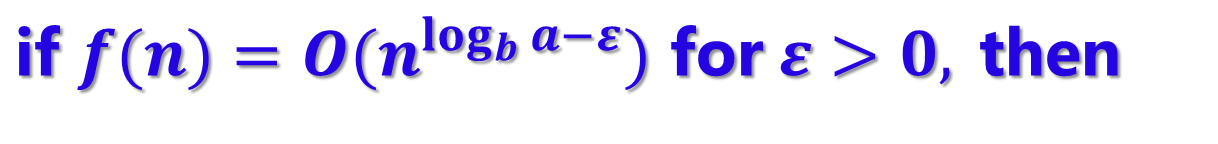 if f(n) = O(n^{log_b a−ε}) for ε > 0, then